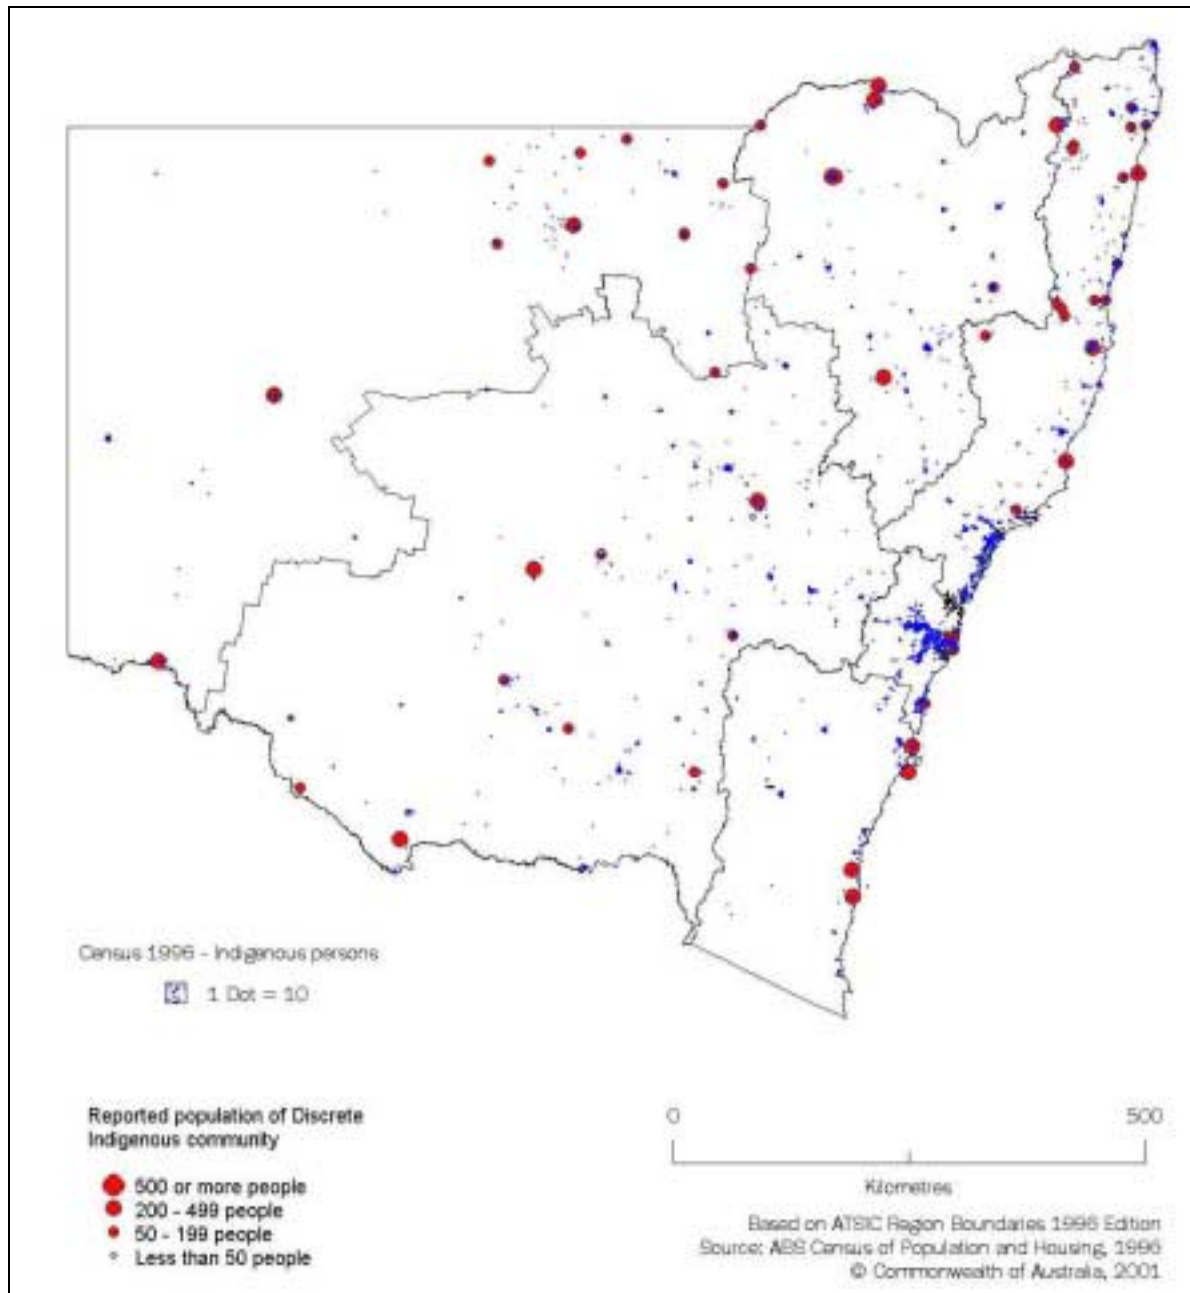 Census 1996 - Indigenous persons
1 Dot = 10
Reported population of Discrete
Indigenous community
500 or more people
200 - 499 people
50 - 199 people
Less than 50 people
0 500
Kilometres
Based on ATSIC Region Boundaries 1996 Edition
Source: ABS Census of Population and Housing, 1996
© Commonwealth of Australia, 2001